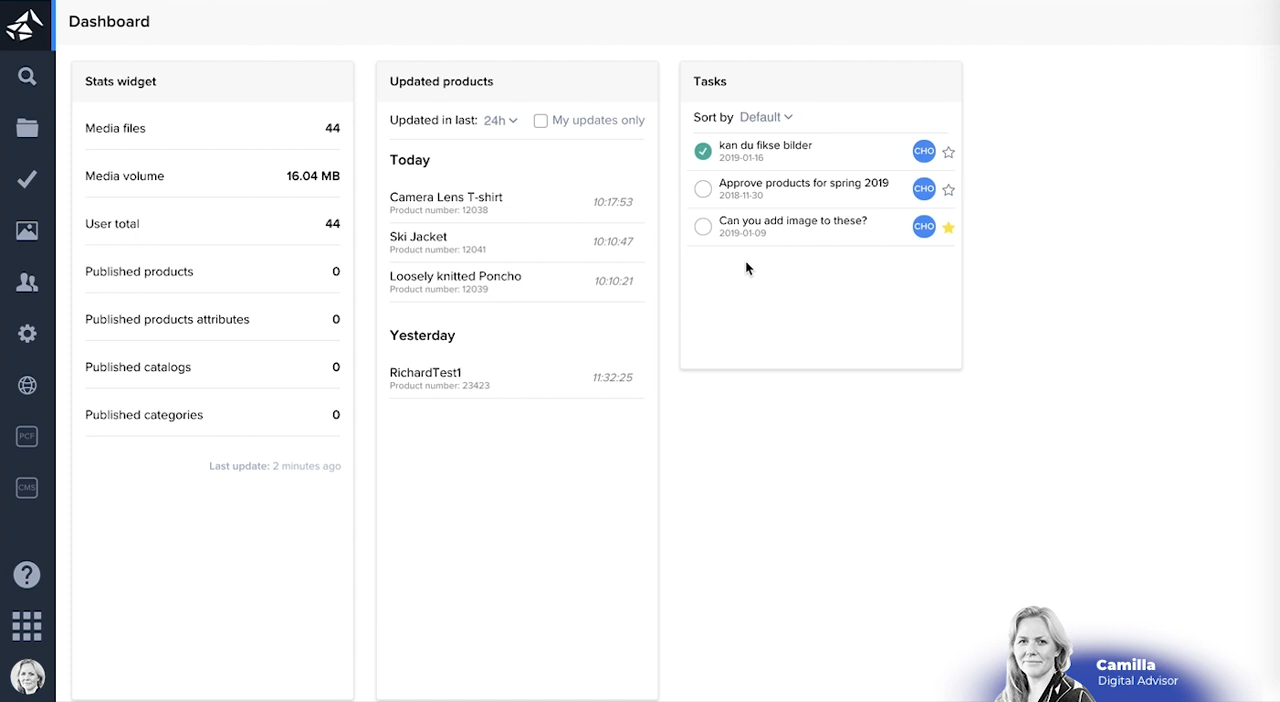 Dashboard
Stats widget
Media files 44
Media volume 16.04 MB
User total 44
Published products 0
Published products attributes 0
Published catalogs 0
Published categories 0
Last update: 2 minutes ago
Updated products
Updated in last: 24h My updates only
Today
Camera Lens T-shirt 10:17:53
Product number: 12038
Ski Jacket 10:10:47
Product number: 12041
Loosely knitted Poncho 10:10:21
Product number: 12039
Yesterday
RichardTest1 11:32:25
Product number: 23423
Tasks
Sort by Default
kan du fikse bilder CHO
2019-01-16
Approve products for spring 2019 CHO
2018-11-30
Can you add image to these? CHO
2019-01-09
PCF
CMS
?
Camilla
Digital Advisor